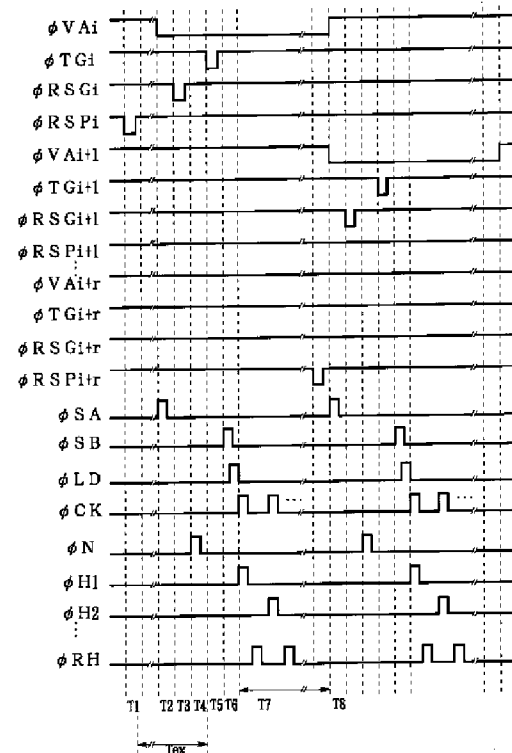 φVAi
φTGi
φRSGi
φRSPi
φVAi+1
φTGi+1
φRSGi+1
φRSPi+1
φVAi+r
φTGi+r
φRSGi+r
φRSPi+r
φSA
φSB
φLD
φCK
φN
φH1
φH2
φRH
T1 T2 T3 T4 T5 T6 T7 T8
Tex